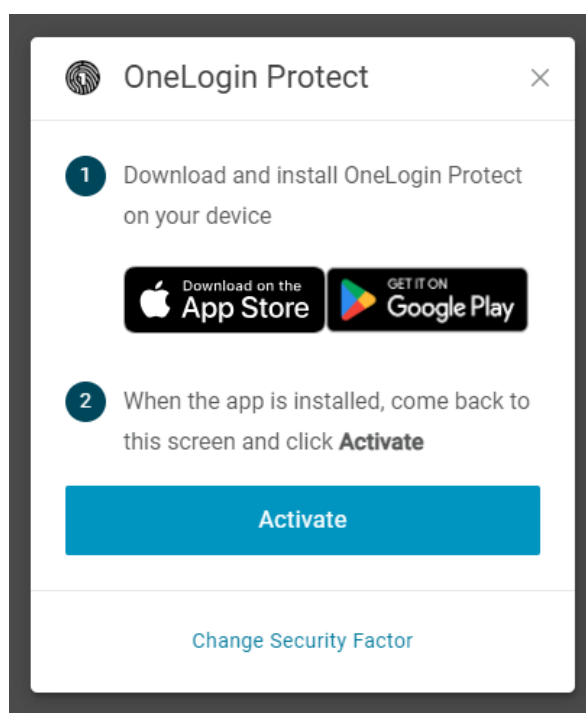 OneLogin Protect
1
Download and install OneLogin Protect
on your device
Download on the
App Store
GET IT ON
Google Play
2
When the app is installed, come back to
this screen and click Activate
Activate
Change Security Factor